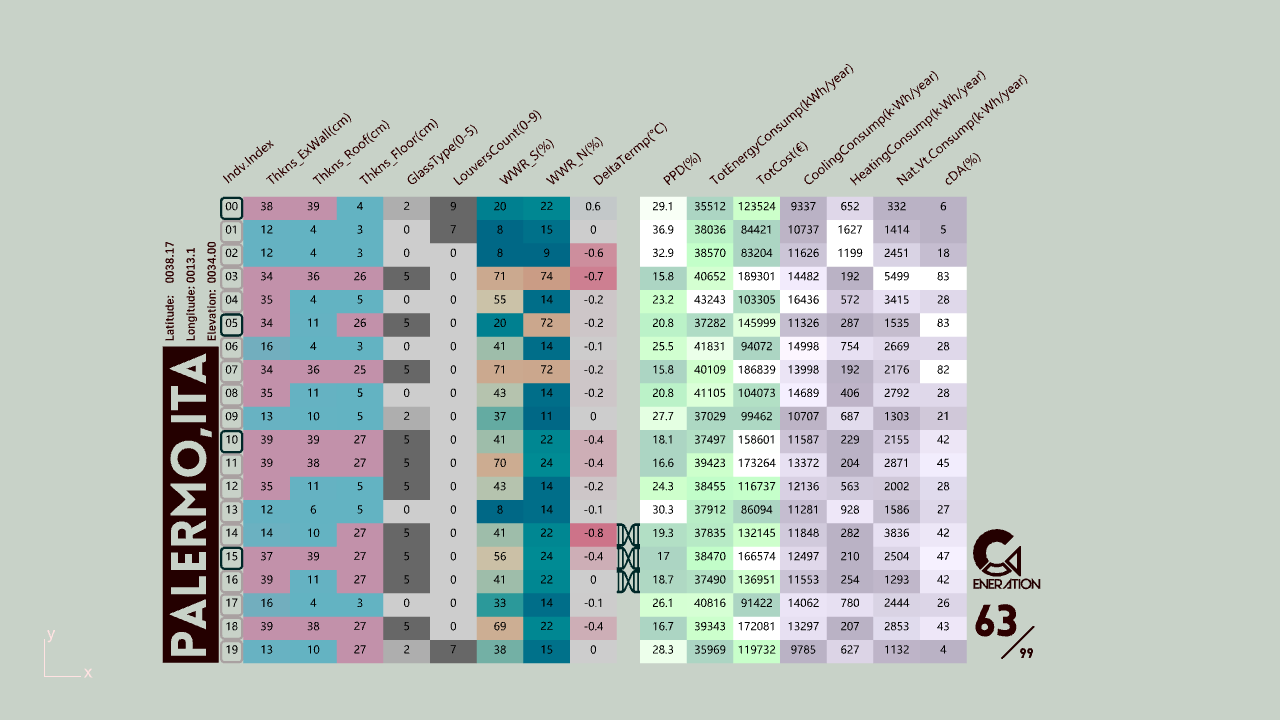 Indv.Index Thkns_ExWall(cm) Thkns_Roof(cm) Thkns_Floor(cm) GlassType(0-5) LouversCount(0-9) WWR_S(%) WWR_N(%) DeltaTermp(°C) PPD(%) TotEnergyConsump(kWh/year) TotCost(€) CoolingConsump(k·Wh/year) HeatingConsump(k·Wh/year) Nat.Vt.Consump(k·Wh/year) cDA(%)
00 38 39 4 2 9 20 22 0.6 29.1 35512 123524 9337 652 332 6
01 12 4 3 0 7 8 15 0 36.9 38036 84421 10737 1627 1414 5
02 12 4 3 0 0 8 9 -0.6 32.9 38570 83204 11626 1199 2451 18
03 34 36 26 5 0 71 74 -0.7 15.8 40652 189301 14482 192 5499 83
04 35 4 5 0 0 55 14 -0.2 23.2 43243 103305 16436 572 3415 28
05 34 11 26 5 0 20 72 -0.2 20.8 37282 145999 11326 287 1535 83
06 16 4 3 0 0 41 14 -0.1 25.5 41831 94072 14998 754 2669 28
07 34 36 25 5 0 71 72 -0.2 15.8 40109 186839 13998 192 2176 82
08 35 11 5 0 0 43 14 -0.2 20.8 41105 104073 14689 406 2792 28
09 13 10 5 2 0 37 11 0 27.7 37029 99462 10707 687 1303 21
10 39 39 27 5 0 41 22 -0.4 18.1 37497 158601 11587 229 2155 42
11 39 38 27 5 0 70 24 -0.4 16.6 39423 173264 13372 204 2871 45
12 35 11 5 5 0 43 14 -0.2 24.3 38455 116737 12136 563 2002 28
13 12 6 5 0 0 8 14 -0.1 30.3 37912 86094 11281 928 1586 27
14 14 10 27 5 0 41 22 -0.8 19.3 37835 132145 11848 282 3836 42
15 37 39 27 5 0 56 24 -0.4 17 38470 166574 12497 210 2504 47
16 39 11 27 5 0 41 22 0 18.7 37490 136951 11553 254 1293 42
17 16 4 3 0 0 33 14 -0.1 26.1 40816 91422 14062 780 2444 26
18 39 38 27 5 0 69 22 -0.4 16.7 39343 172081 13297 207 2853 43
19 13 10 27 2 7 38 15 0 28.3 35969 119732 9785 627 1132 4
Latitude: 0038.17
Longitude: 0013.1
Elevation: 0034.00
PALERMO,ITA
ENERATION
63/99
y
x